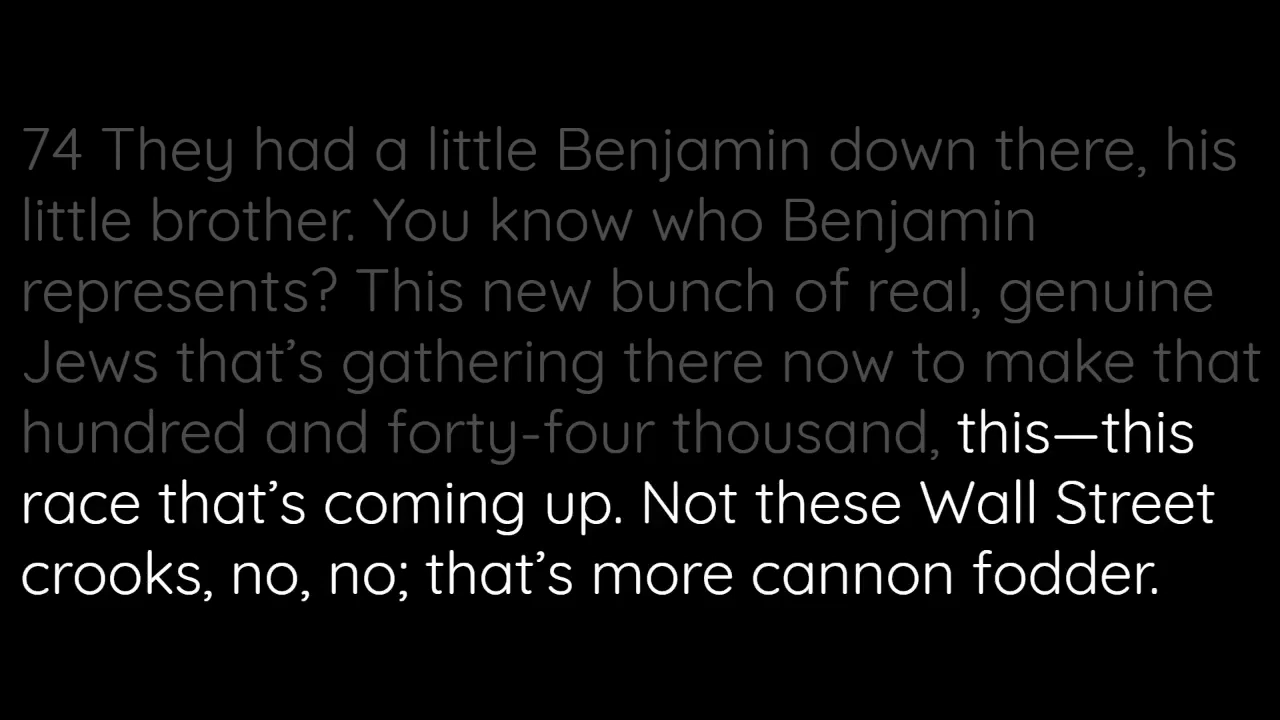 74 They had a little Benjamin down there, his
little brother. You know who Benjamin
represents? This new bunch of real, genuine
Jews that’s gathering there now to make that
hundred and forty-four thousand, this—this
race that’s coming up. Not these Wall Street
crooks, no, no; that’s more cannon fodder.